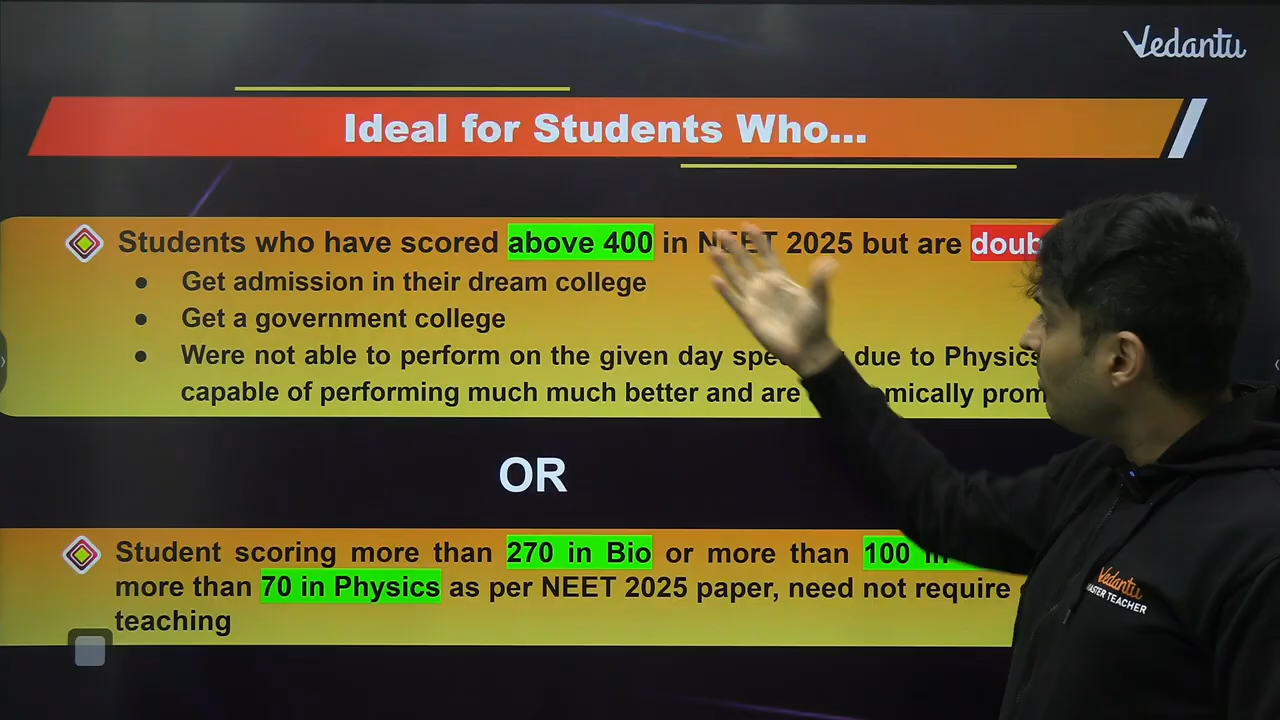 Vedantu
Ideal for Students Who...
Students who have scored above 400 in NEET 2025 but are
Get admission in their dream college
Get a government college
Were not able to perform on the given day due to Physics
capable of performing much much better and are
OR
Student scoring more than 270 in Bio or more than 100
more than 70 in Physics as per NEET 2025 paper, need not require
teaching
Vedantu
MASTER TEACHER